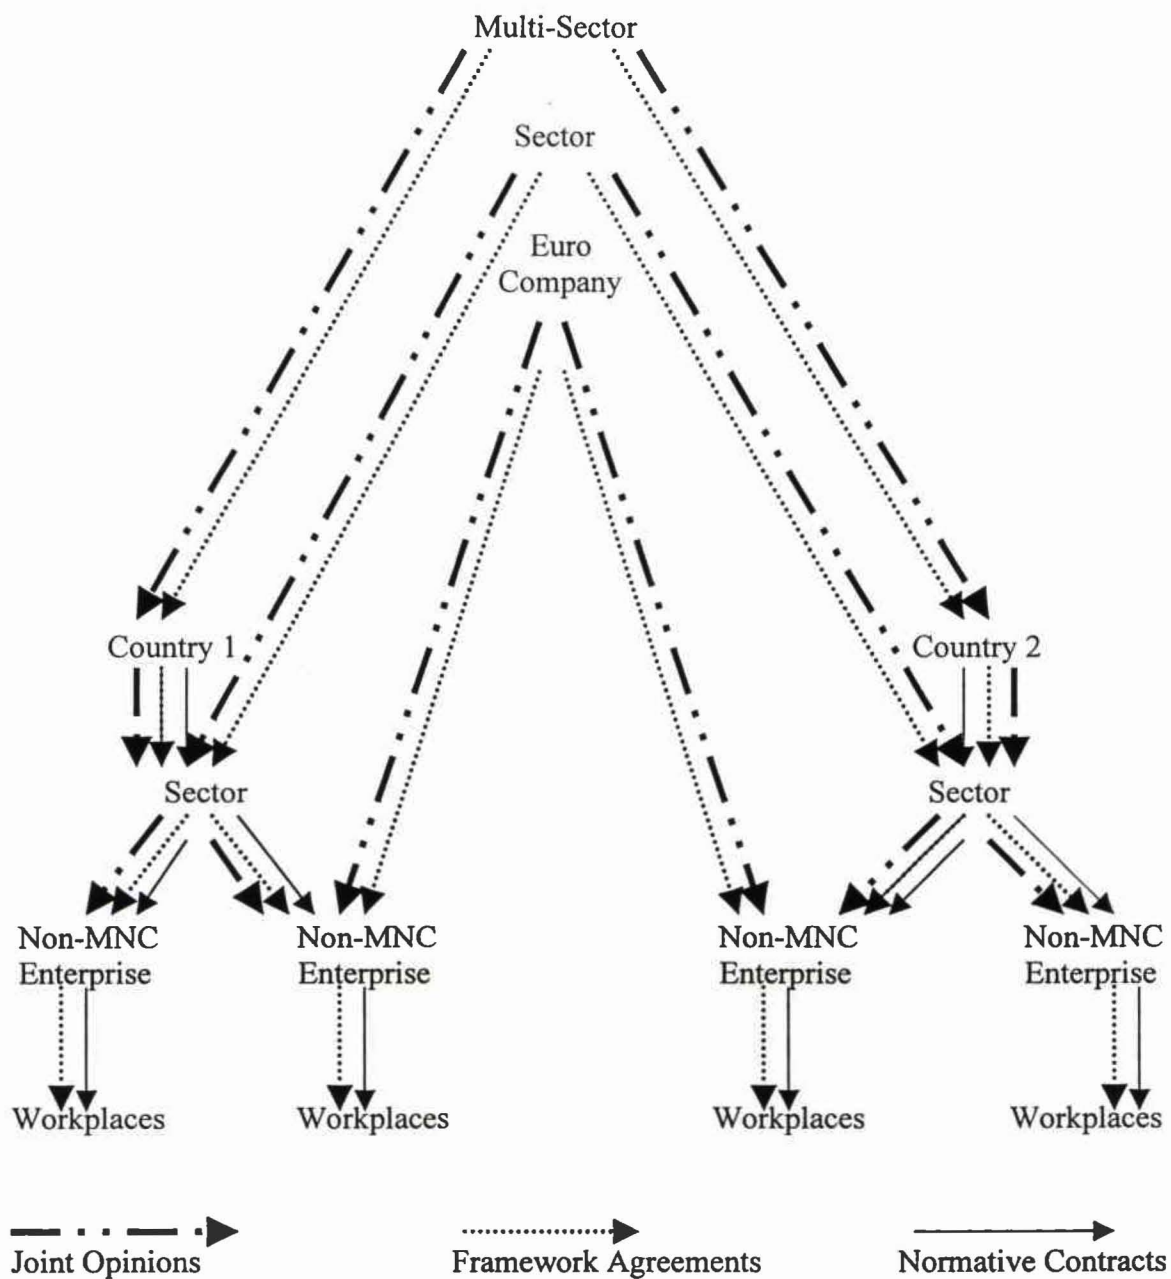 Multi-Sector
Sector
Euro
Company
Country 1
Country 2
Sector
Sector
Non-MNC
Enterprise
Non-MNC
Enterprise
Non-MNC
Enterprise
Non-MNC
Enterprise
Workplaces
Workplaces
Workplaces
Workplaces
Joint Opinions
Framework Agreements
Normative Contracts